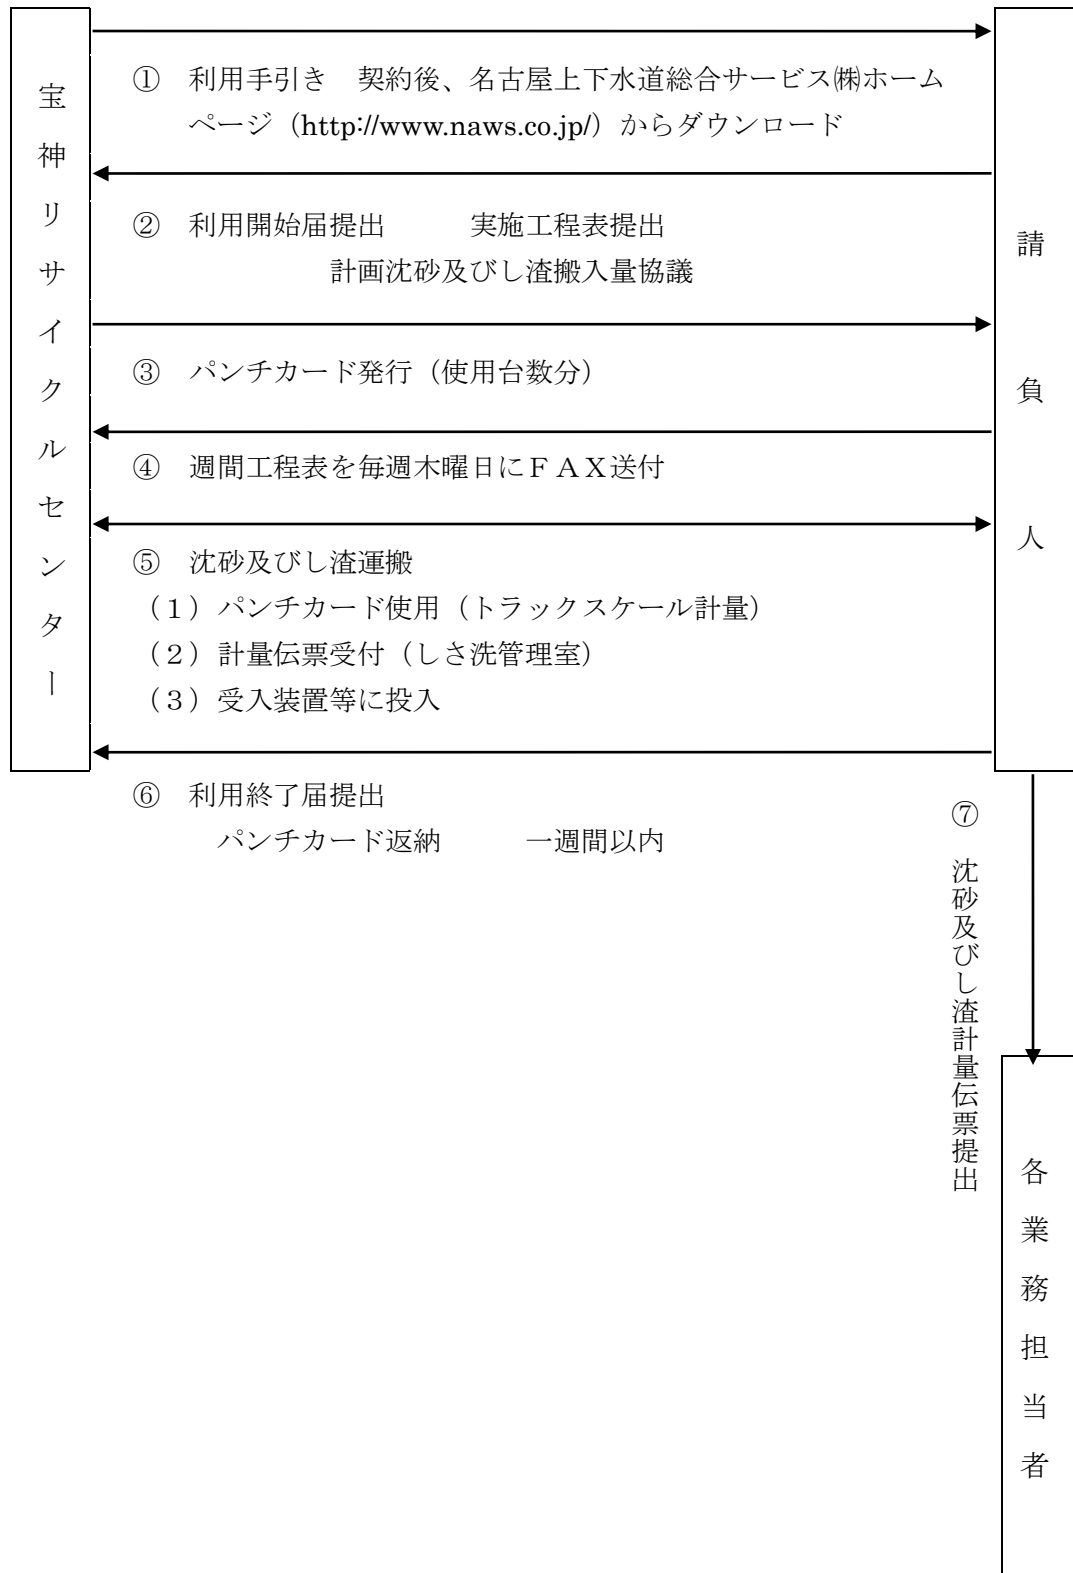 宝神リサイクルセンター
① 利用手引き 契約後、名古屋上下水道総合サービス㈱ホーム
ページ（http://www.naws.co.jp/）からダウンロード
② 利用開始届提出 実施工程表提出
計画沈砂及びし渣搬入量協議
③ パンチカード発行（使用台数分）
④ 週間工程表を毎週木曜日にＦＡＸ送付
⑤ 沈砂及びし渣運搬
（１）パンチカード使用（トラックスケール計量）
（２）計量伝票受付（しさ洗管理室）
（３）受入装置等に投入
⑥ 利用終了届提出
パンチカード返納 一週間以内
請負人
⑦ 沈砂及びし渣計量伝票提出
各業務担当者